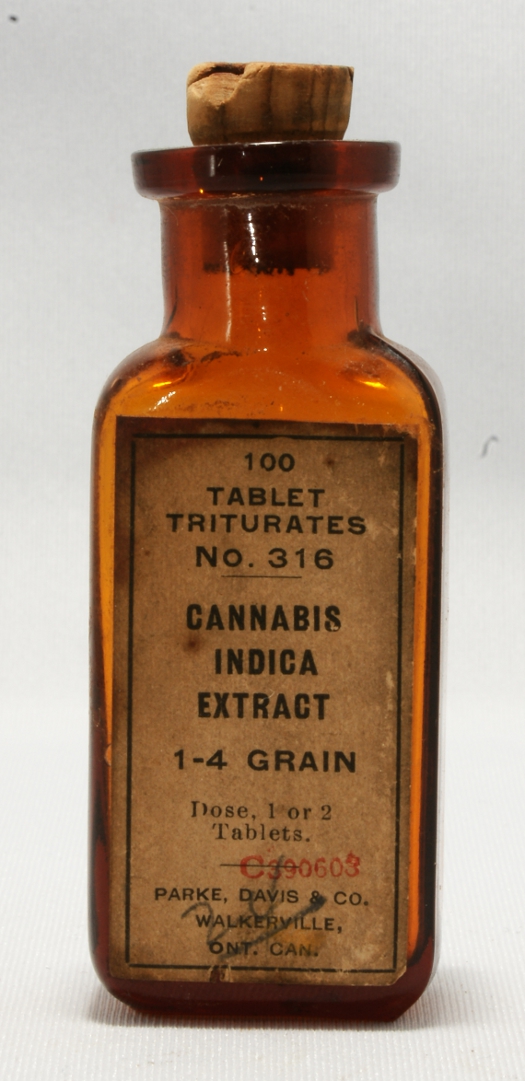 100
TABLET
TRITURATES
No. 316
CANNABIS
INDICA
EXTRACT
1-4 GRAIN
Dose, 1 or 2
Tablets.
C390603
PARKE, DAVIS & CO.
WALKERVILLE,
ONT. CAN.